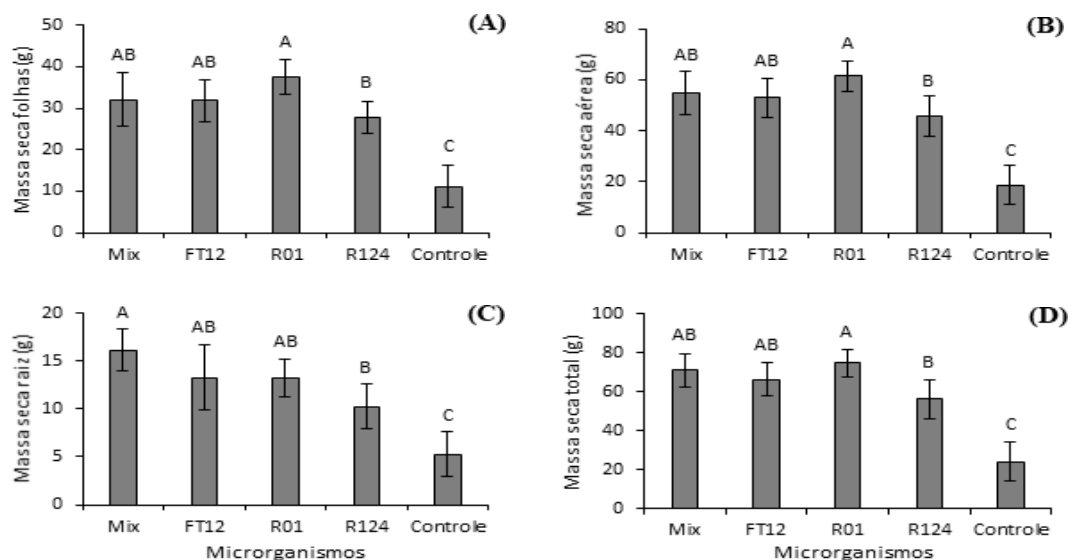 (A)
Massa seca folhas (g)
50
40
30
20
10
0
AB
AB
A
B
C
Mix FT12 R01 R124 Controle
(B)
Massa seca aérea (g)
80
60
40
20
0
AB
AB
A
B
C
Mix FT12 R01 R124 Controle
(C)
Massa seca raiz (g)
20
15
10
5
0
A
AB
AB
B
C
Mix FT12 R01 R124 Controle
Microrganismos
(D)
Massa seca total (g)
100
80
60
40
20
0
AB
AB
A
B
C
Mix FT12 R01 R124 Controle
Microrganismos